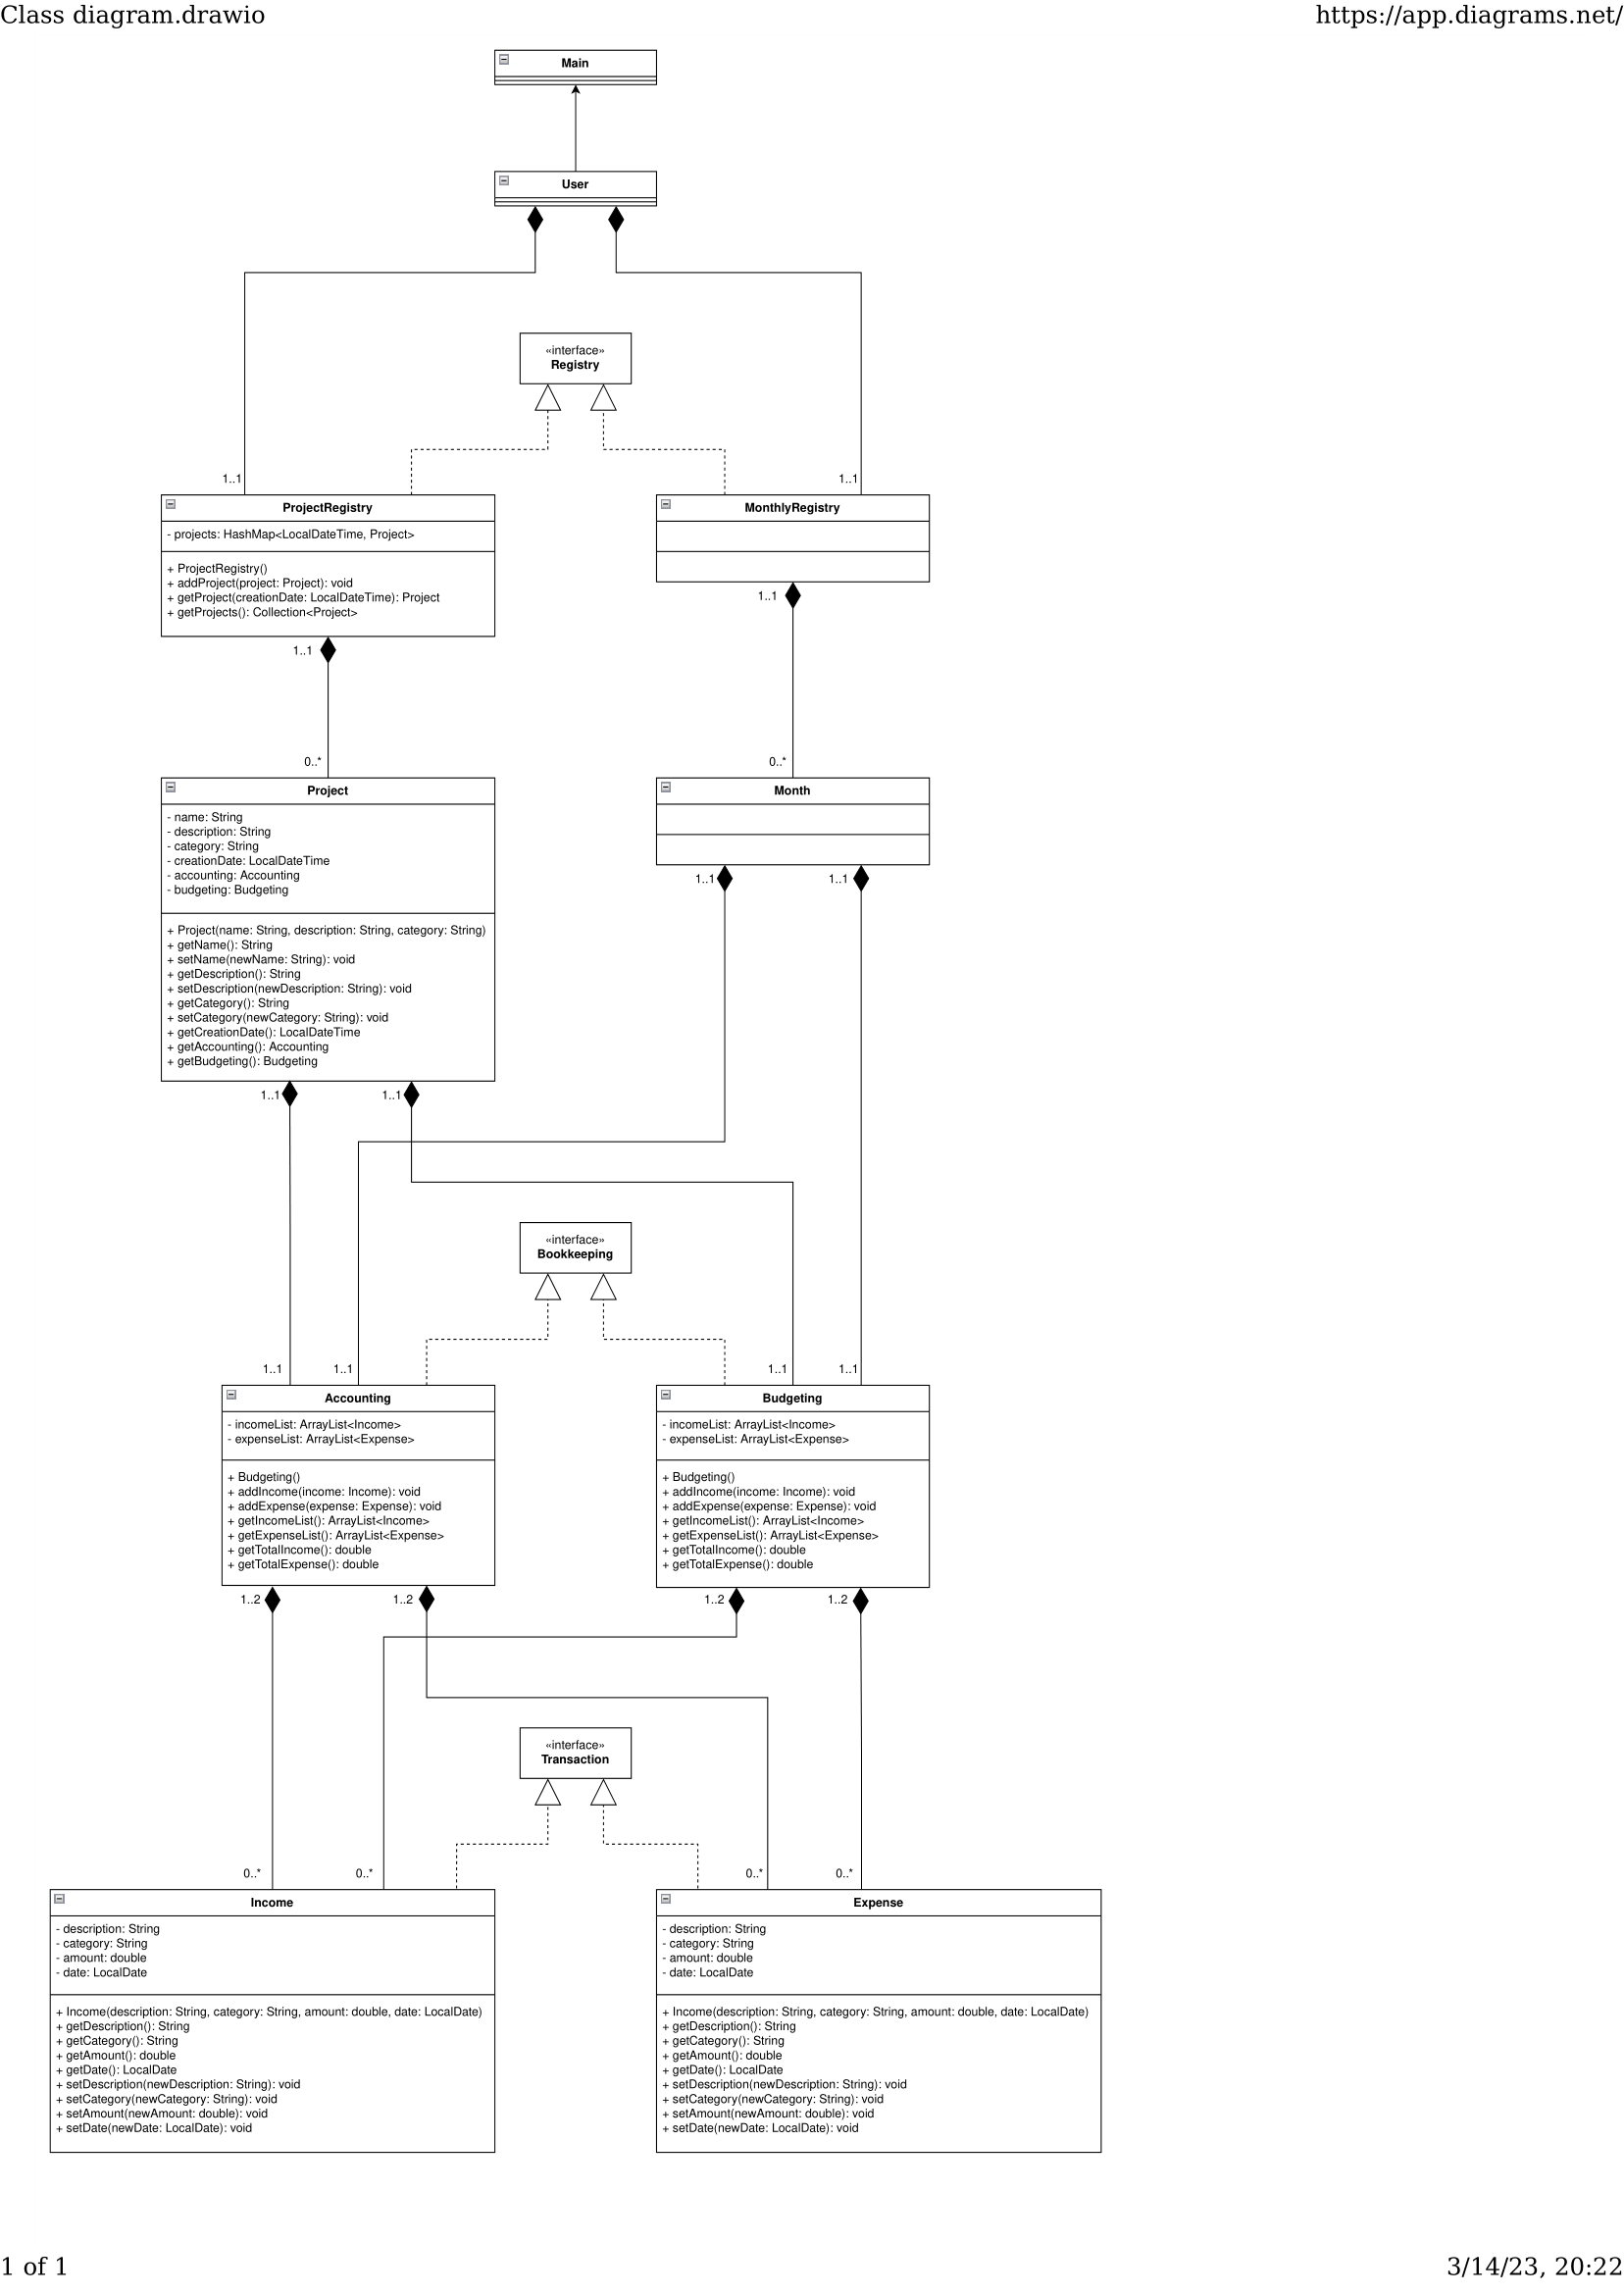 Class diagram.drawio
https://app.diagrams.net/
Main
User
«interface»
Registry
1..1
1..1
ProjectRegistry
- projects: HashMap<LocalDateTime, Project>
+ ProjectRegistry()
+ addProject(project: Project): void
+ getProject(creationDate: LocalDateTime): Project
+ getProjects(): Collection<Project>
MonthlyRegistry
1..1
1..1
0..*
0..*
Project
- name: String
- description: String
- category: String
- creationDate: LocalDateTime
- accounting: Accounting
- budgeting: Budgeting
+ Project(name: String, description: String, category: String)
+ getName(): String
+ setName(newName: String): void
+ getDescription(): String
+ setDescription(newDescription: String): void
+ getCategory(): String
+ setCategory(newCategory: String): void
+ getCreationDate(): LocalDateTime
+ getAccounting(): Accounting
+ getBudgeting(): Budgeting
Month
1..1
1..1
1..1
1..1
«interface»
Bookkeeping
1..1
1..1
1..1
1..1
Accounting
- incomeList: ArrayList<Income>
- expenseList: ArrayList<Expense>
+ Budgeting()
+ addIncome(income: Income): void
+ addExpense(expense: Expense): void
+ getIncomeList(): ArrayList<Income>
+ getExpenseList(): ArrayList<Expense>
+ getTotalIncome(): double
+ getTotalExpense(): double
Budgeting
- incomeList: ArrayList<Income>
- expenseList: ArrayList<Expense>
+ Budgeting()
+ addIncome(income: Income): void
+ addExpense(expense: Expense): void
+ getIncomeList(): ArrayList<Income>
+ getExpenseList(): ArrayList<Expense>
+ getTotalIncome(): double
+ getTotalExpense(): double
1..2
1..2
1..2
1..2
«interface»
Transaction
0..*
0..*
0..*
0..*
Income
- description: String
- category: String
- amount: double
- date: LocalDate
+ Income(description: String, category: String, amount: double, date: LocalDate)
+ getDescription(): String
+ getCategory(): String
+ getAmount(): double
+ getDate(): LocalDate
+ setDescription(newDescription: String): void
+ setCategory(newCategory: String): void
+ setAmount(newAmount: double): void
+ setDate(newDate: LocalDate): void
Expense
- description: String
- category: String
- amount: double
- date: LocalDate
+ Income(description: String, category: String, amount: double, date: LocalDate)
+ getDescription(): String
+ getCategory(): String
+ getAmount(): double
+ getDate(): LocalDate
+ setDescription(newDescription: String): void
+ setCategory(newCategory: String): void
+ setAmount(newAmount: double): void
+ setDate(newDate: LocalDate): void
1 of 1
3/14/23, 20:22